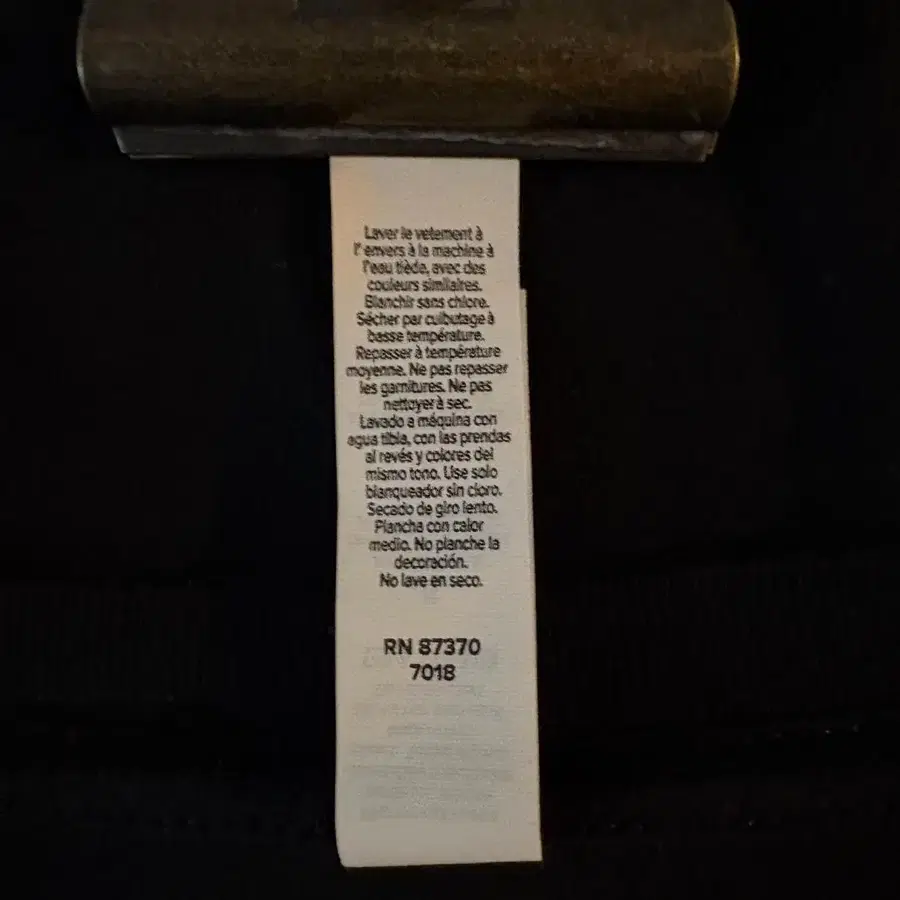 Laver le vetement à
l'envers à la machine à
l'eau tiède, avec des
couleurs similaires.
Blanchir sans chlore.
Sécher par culbutage à
basse température.
Repasser à température
moyenne. Ne pas repasser
les garnitures. Ne pas
nettoyer à sec.
Lavado a máquina con
agua tibia, con las prendas
al revés y colores del
mismo tono. Use solo
blanqueador sin cloro.
Secado de giro lento.
Plancha con calor
medio. No planche la
decoración.
No lave en seco.
RN 87370
7018